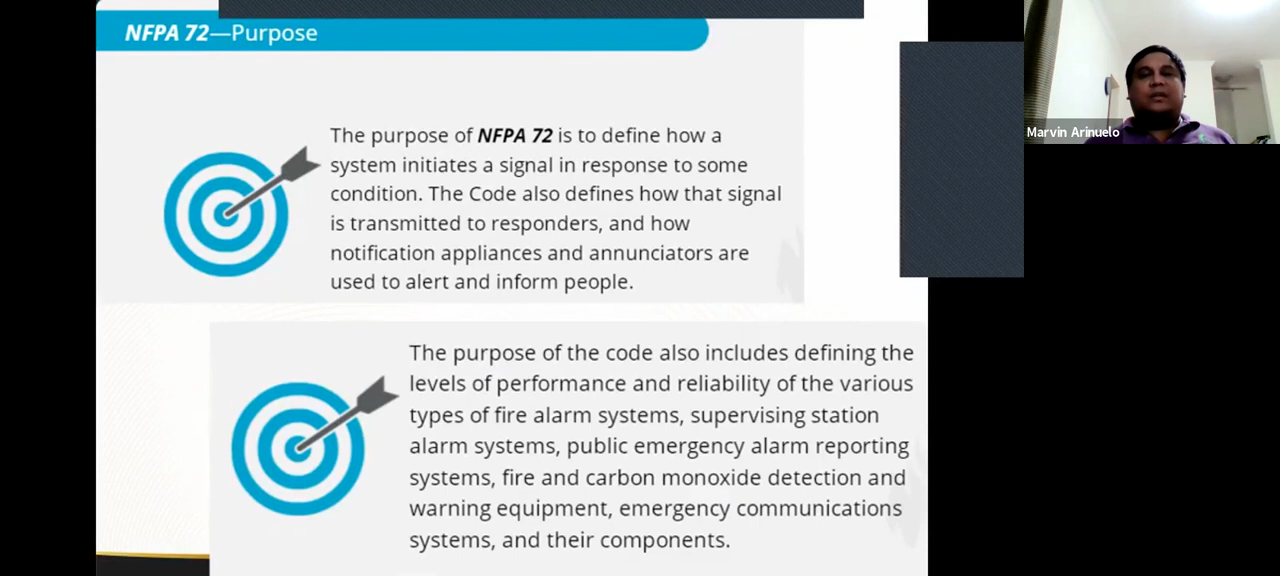 NFPA 72—Purpose
The purpose of NFPA 72 is to define how a
system initiates a signal in response to some
condition. The Code also defines how that signal
is transmitted to responders, and how
notification appliances and annunciators are
used to alert and inform people.
The purpose of the code also includes defining the
levels of performance and reliability of the various
types of fire alarm systems, supervising station
alarm systems, public emergency alarm reporting
systems, fire and carbon monoxide detection and
warning equipment, emergency communications
systems, and their components.
Marvin Arinuelo